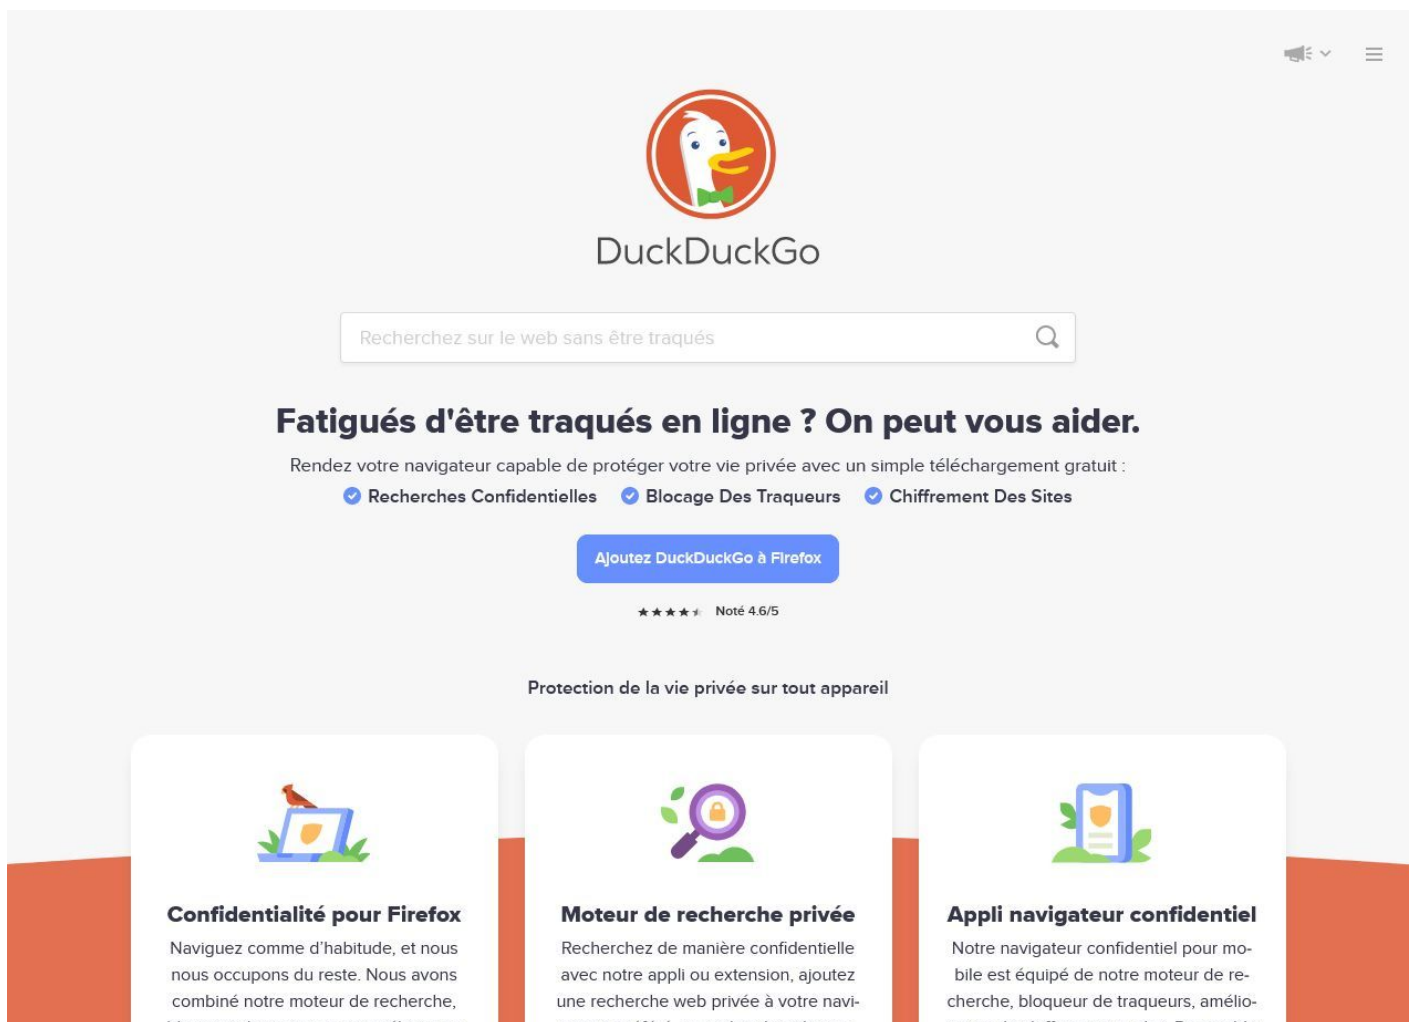 DuckDuckGo
Recherchez sur le web sans être traqués
Fatigués d'être traqués en ligne ? On peut vous aider.
Rendez votre navigateur capable de protéger votre vie privée avec un simple téléchargement gratuit :
Recherches Confidentielles Blocage Des Traqueurs Chiffrement Des Sites
Ajoutez DuckDuckGo à Firefox
Noté 4.6/5
Protection de la vie privée sur tout appareil
Confidentialité pour Firefox
Naviguez comme d’habitude, et nous
nous occupons du reste. Nous avons
combiné notre moteur de recherche,
Moteur de recherche privée
Recherchez de manière confidentielle
avec notre appli ou extension, ajoutez
une recherche web privée à votre navi-
Appli navigateur confidentiel
Notre navigateur confidentiel pour mo-
bile est équipé de notre moteur de re-
cherche, bloqueur de traqueurs, amélio-